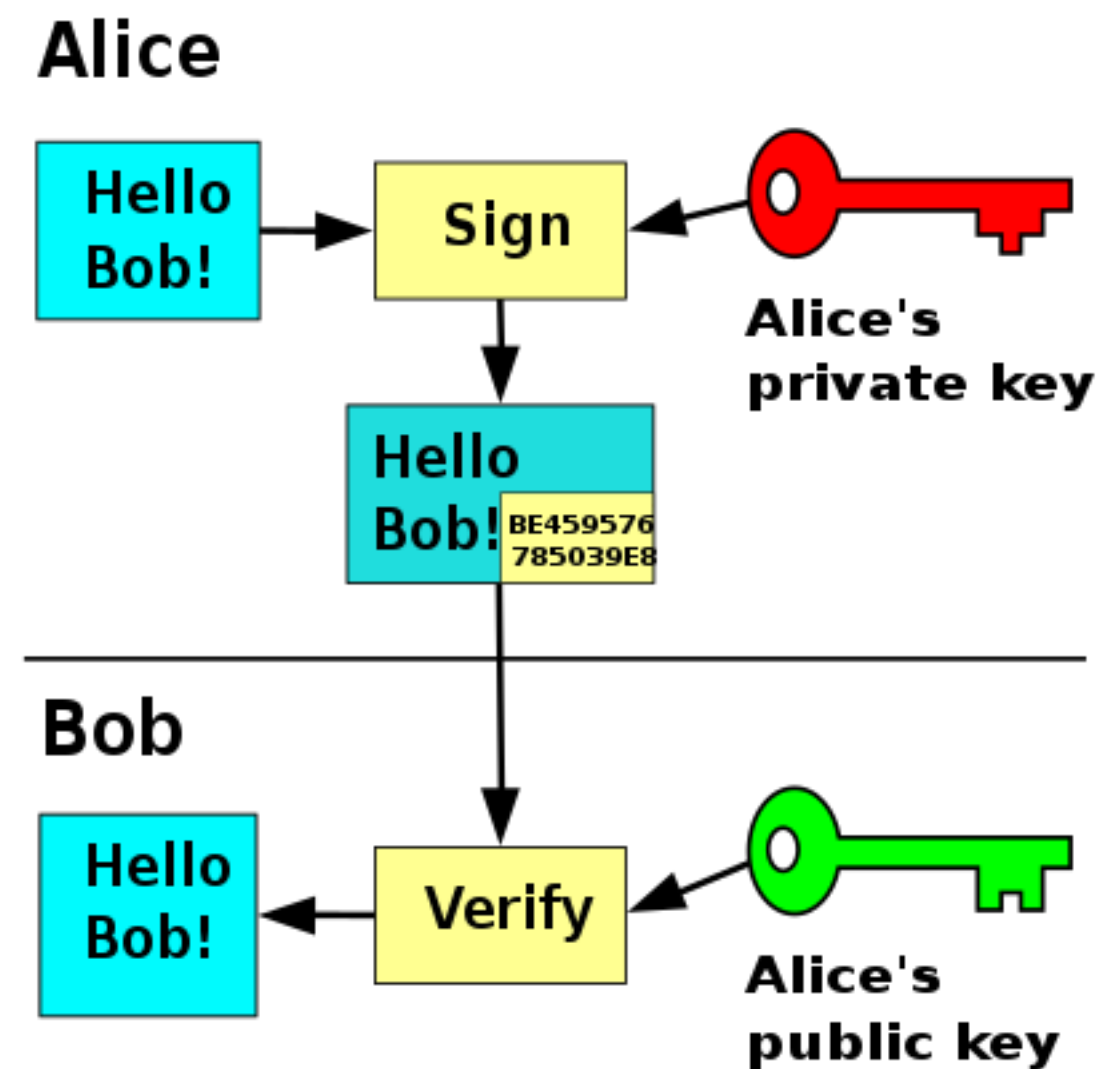 Alice
Hello
Bob!
Sign
Alice's
private key
Hello
Bob!
BE459576
785039E8
Bob
Hello
Bob!
Verify
Alice's
public key